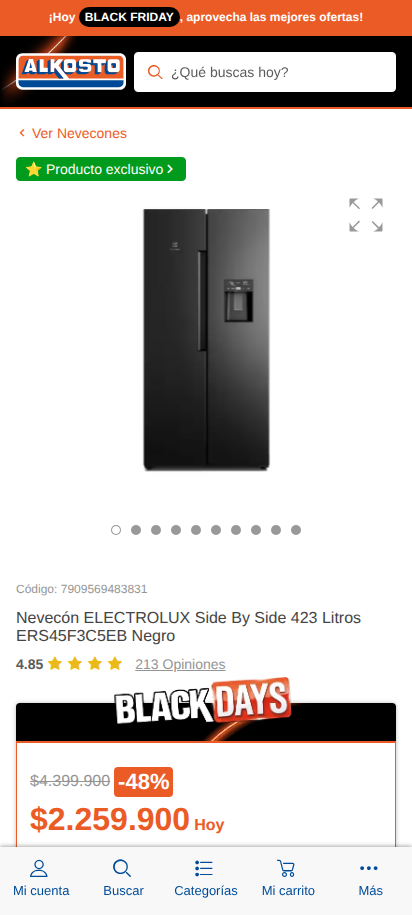 ¡Hoy BLACK FRIDAY, aprovecha las mejores ofertas!
ALKOSTO
¿Qué buscas hoy?
Ver Nevecones
Producto exclusivo
Código: 7909569483831
Nevecón ELECTROLUX Side By Side 423 Litros
ERS45F3C5EB Negro
4.85
213 Opiniones
BLACK DAYS
$4.399.900 -48%
$2.259.900 Hoy
Mi cuenta
Buscar
Categorías
Mi carrito
Más